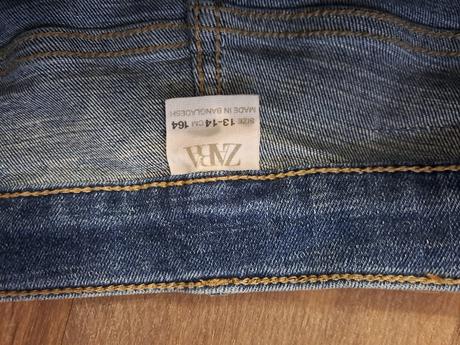 ZARA
SIZE 13-14 CM 164
MADE IN BANGLADESH